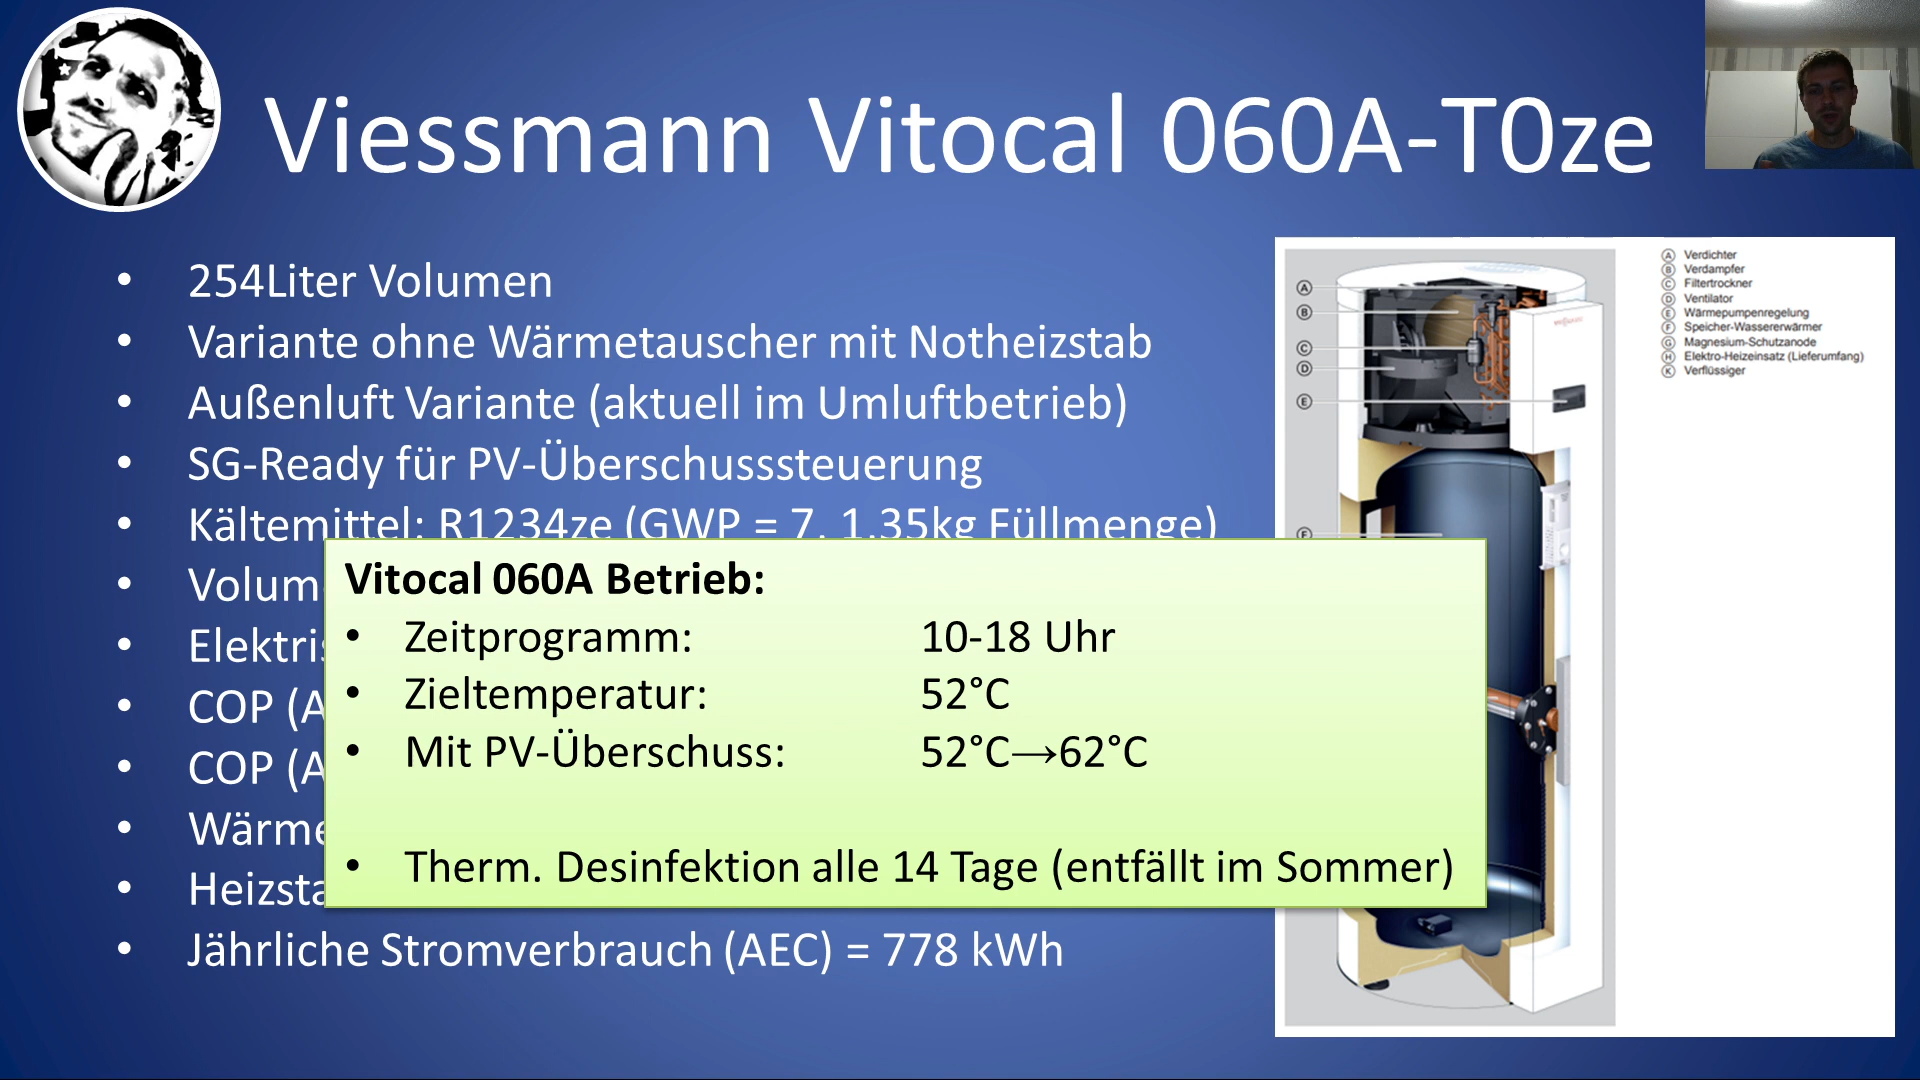 Viessmann Vitocal 060A-T0ze
• 254Liter Volumen
• Variante ohne Wärmetauscher mit Notheizstab
• Außenluft Variante (aktuell im Umluftbetrieb)
• SG-Ready für PV-Überschusssteuerung
• Kältemittel: R1234ze (GWP = 7, 1,35kg Füllmenge)
• Volum
• Elektris
• COP (A
• COP (A
• Wärme
• Heizsta
• Jährliche Stromverbrauch (AEC) = 778 kWh
Vitocal 060A Betrieb:
• Zeitprogramm: 10-18 Uhr
• Zieltemperatur: 52°C
• Mit PV-Überschuss: 52°C→62°C
• Therm. Desinfektion alle 14 Tage (entfällt im Sommer)
A
B
C
D
E
F
A Verdichter
B Verdampfer
C Filtertrockner
D Ventilator
E Wärmepumpenregelung
F Speicher-Wassererwärmer
G Magnesium-Schutzanode
H Elektro-Heizeinsatz (Lieferumfang)
K Verflüssiger